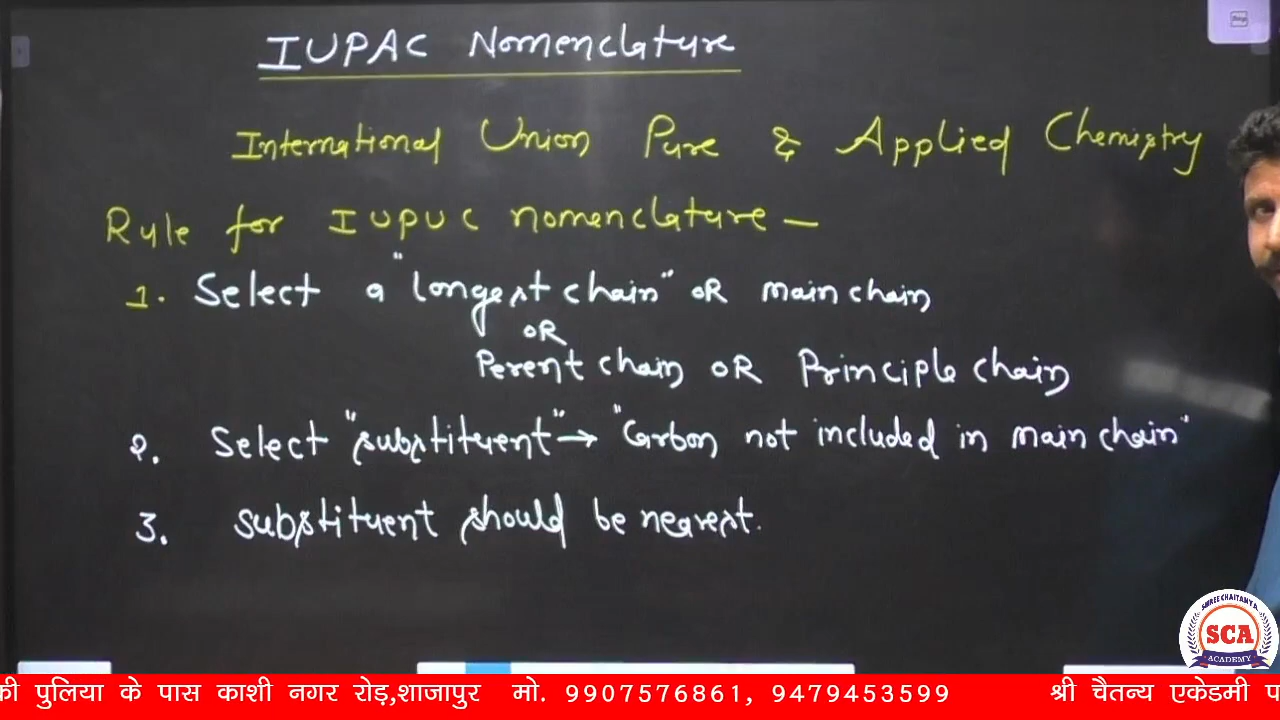 IUPAC Nomenclature
International Union Pure & Applied Chemistry
Rule for IUPUC nomenclature –
1. Select a "longest chain" OR main chain
OR
Perent chain OR Principle chain
2. Select "substituent" → "Carbon not included in main chain"
3. substituent should be nearest.
SHREE CHAITANYA
SCA
ACADEMY
की पुलिया के पास काशी नगर रोड़,शाजापुर मो. 9907576861, 9479453599 श्री चैतन्य एकेडमी प